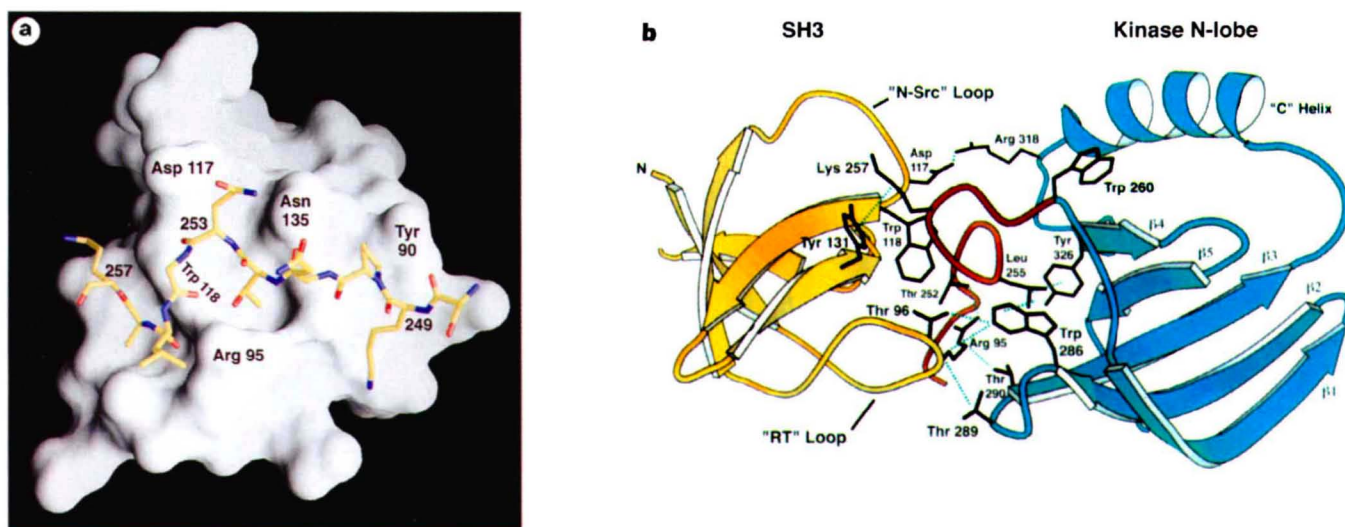 a
Asp 117
253
Asn
135
Tyr
90
257
Trp 118
249
Arg 95
b
SH3
Kinase N-lobe
"N-Src" Loop
"C" Helix
Arg 318
Asp
117
Lys 257
N
Trp 260
Tyr 131
Trp
118
Tyr
326
β4
β5
β3
Leu
255
β2
Thr 252
Thr 96
Trp
286
Arg 95
Thr
290
β1
"RT" Loop
Thr 289